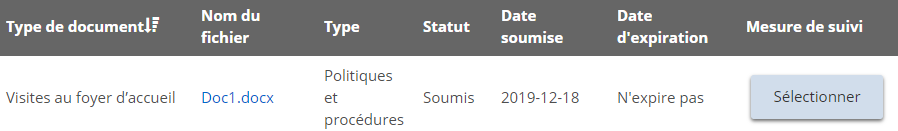 Type de document
Nom du
fichier
Type
Statut
Date
soumise
Date
d'expiration
Mesure de suivi
Visites au foyer d’accueil
Doc1.docx
Politiques
et
procédures
Soumis
2019-12-18
N'expire pas
Sélectionner